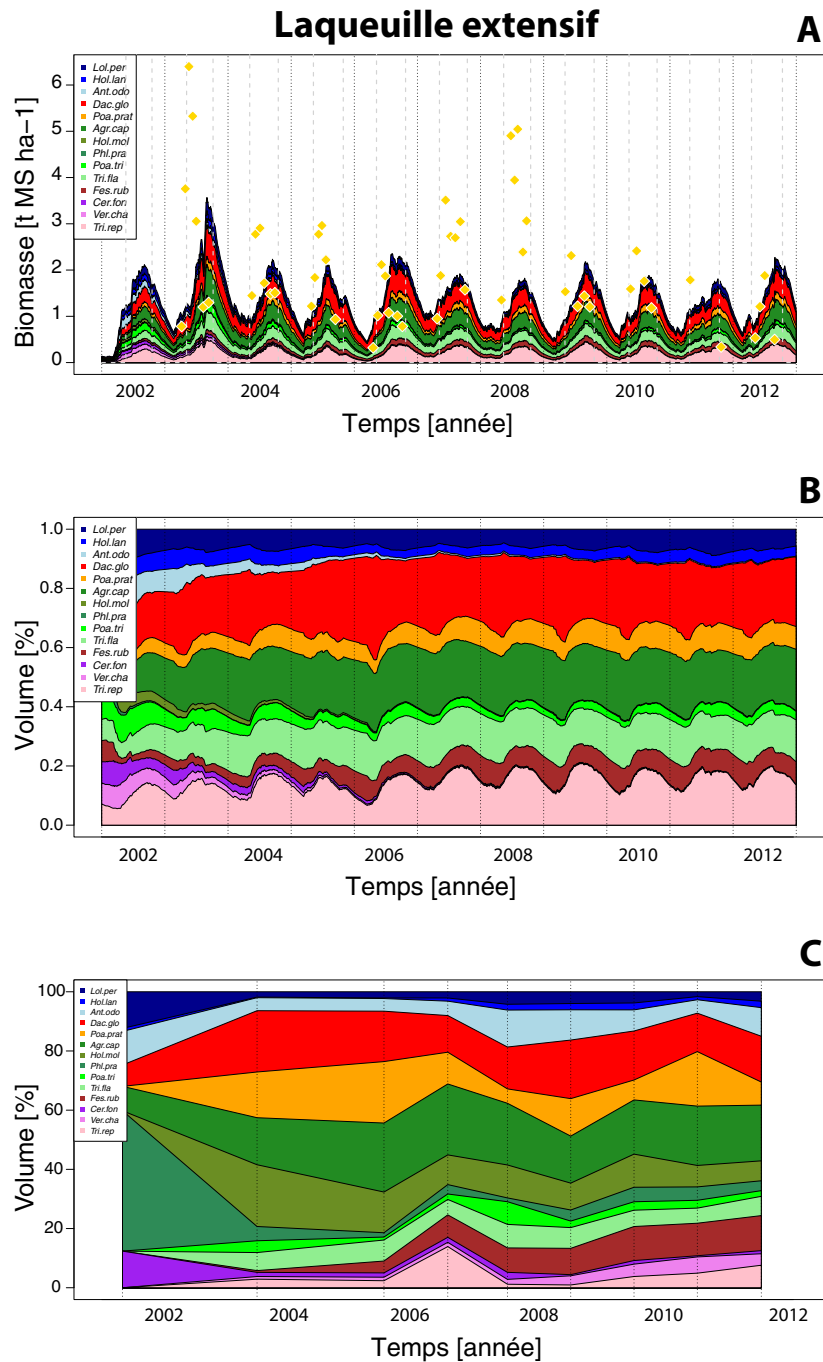 Laqueuille extensif
A
Biomasse [t MS ha−1]
6
5
4
3
2
1
0
Lol.per
Hol.lan
Ant.odo
Dac.glo
Poa.prat
Agr.cap
Hol.mol
Phl.pra
Poa.tri
Tri.fla
Fes.rub
Cer.fon
Ver.cha
Tri.rep
2002 2004 2006 2008 2010 2012
Temps [année]
B
Volume [%]
1.0
0.8
0.6
0.4
0.2
0.0
Lol.per
Hol.lan
Ant.odo
Dac.glo
Poa.prat
Agr.cap
Hol.mol
Phl.pra
Poa.tri
Tri.fla
Fes.rub
Cer.fon
Ver.cha
Tri.rep
2002 2004 2006 2008 2010 2012
Temps [année]
C
Volume [%]
100
80
60
40
20
0
Lol.per
Hol.lan
Ant.odo
Dac.glo
Poa.prat
Agr.cap
Hol.mol
Phl.pra
Poa.tri
Tri.fla
Fes.rub
Cer.fon
Ver.cha
Tri.rep
2002 2004 2006 2008 2010 2012
Temps [année]